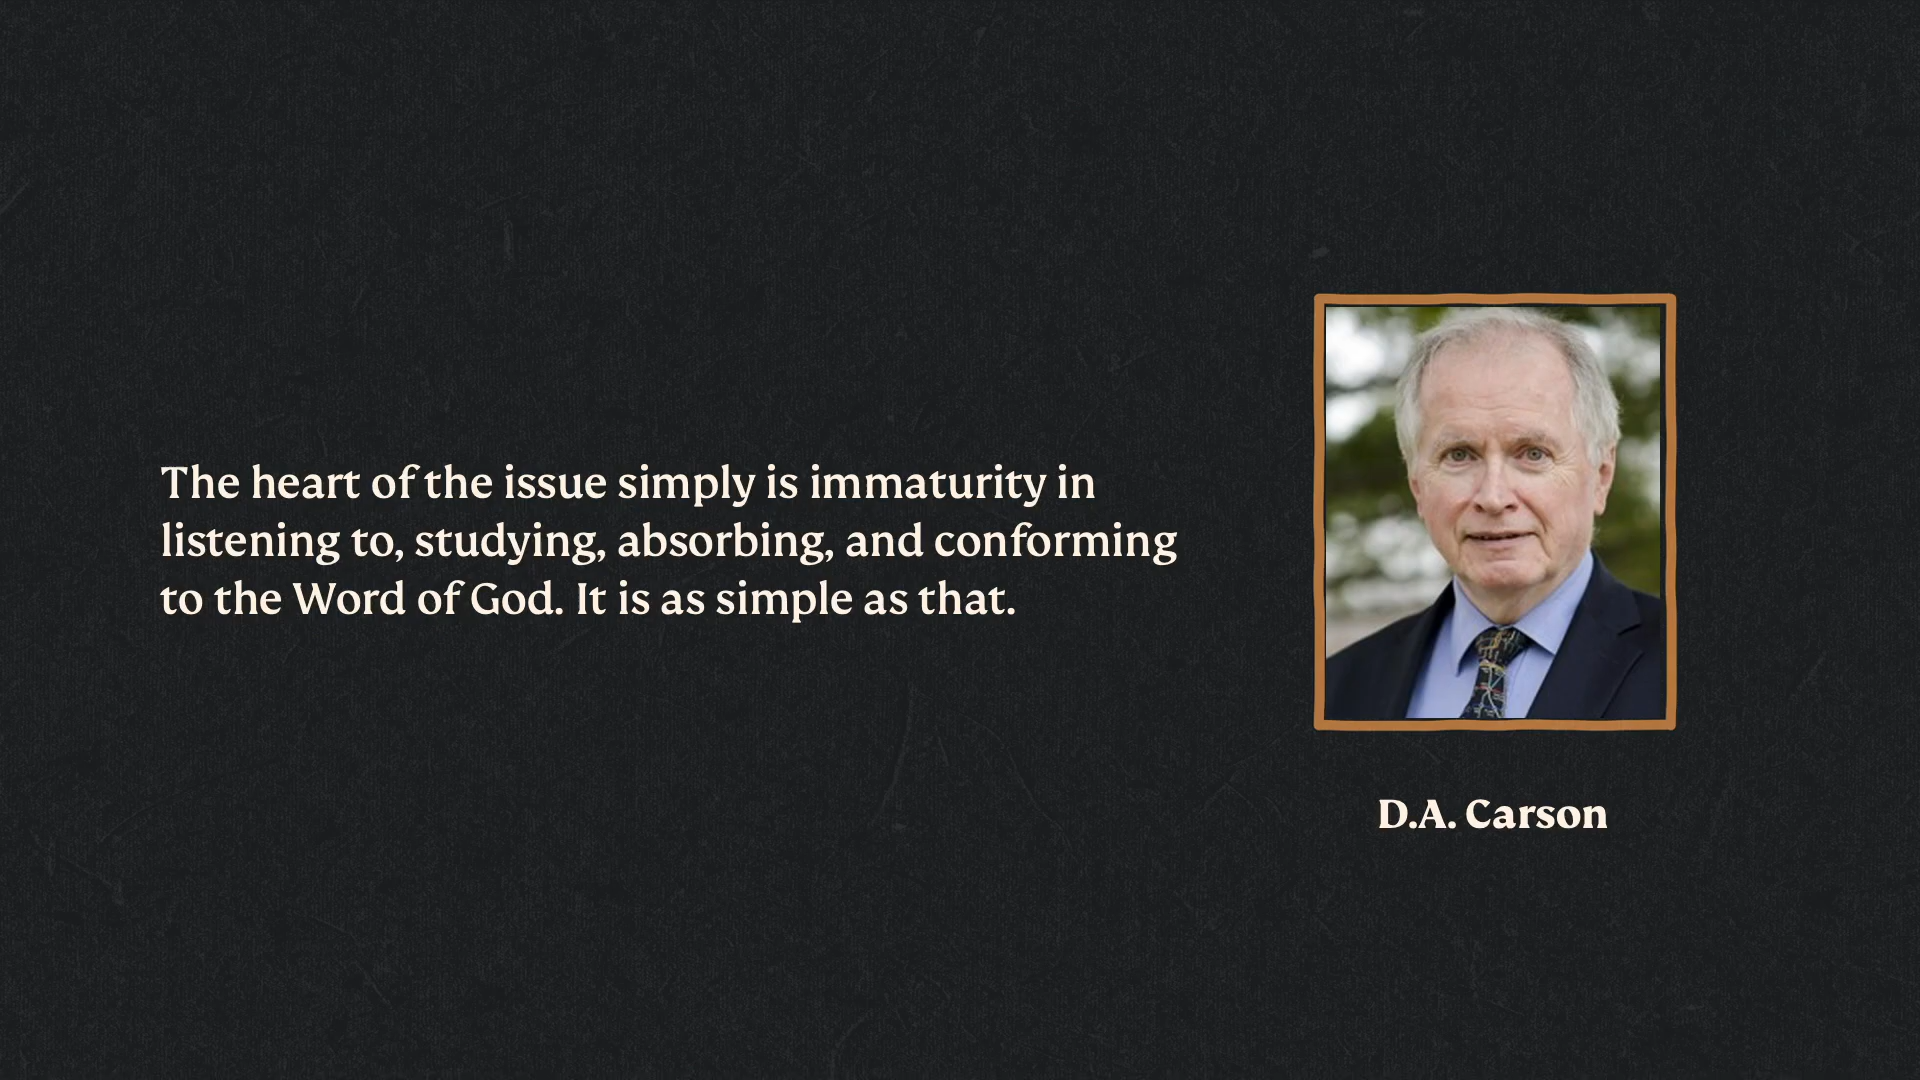 The heart of the issue simply is immaturity in
listening to, studying, absorbing, and conforming
to the Word of God. It is as simple as that.
D.A. Carson